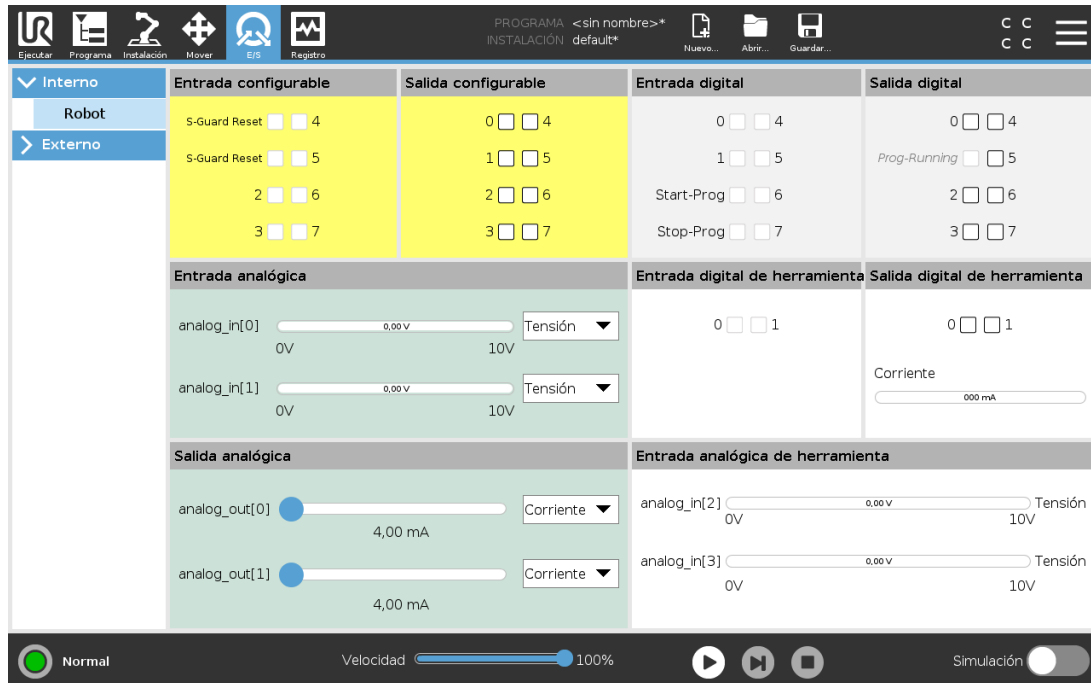 PROGRAMA <sin nombre>*
INSTALACIÓN default*
C C
C C
Ejecutar Programa Instalación Mover E/S Registro Nuevo... Abrir... Guardar...
Interno
Robot
Externo
Entrada configurable
S-Guard Reset 4
S-Guard Reset 5
2 6
3 7
Salida configurable
0 4
1 5
2 6
3 7
Entrada digital
0 4
1 5
Start-Prog 6
Stop-Prog 7
Salida digital
0 4
Prog-Running 5
2 6
3 7
Entrada analógica
analog_in[0] 0,00 V Tensión
0V 10V
analog_in[1] 0,00 V Tensión
0V 10V
Entrada digital de herramienta
0 1
Salida digital de herramienta
0 1
Corriente
000 mA
Salida analógica
analog_out[0] Corriente
4,00 mA
analog_out[1] Corriente
4,00 mA
Entrada analógica de herramienta
analog_in[2] 0,00 V Tensión
0V 10V
analog_in[3] 0,00 V Tensión
0V 10V
Normal Velocidad 100% Simulación